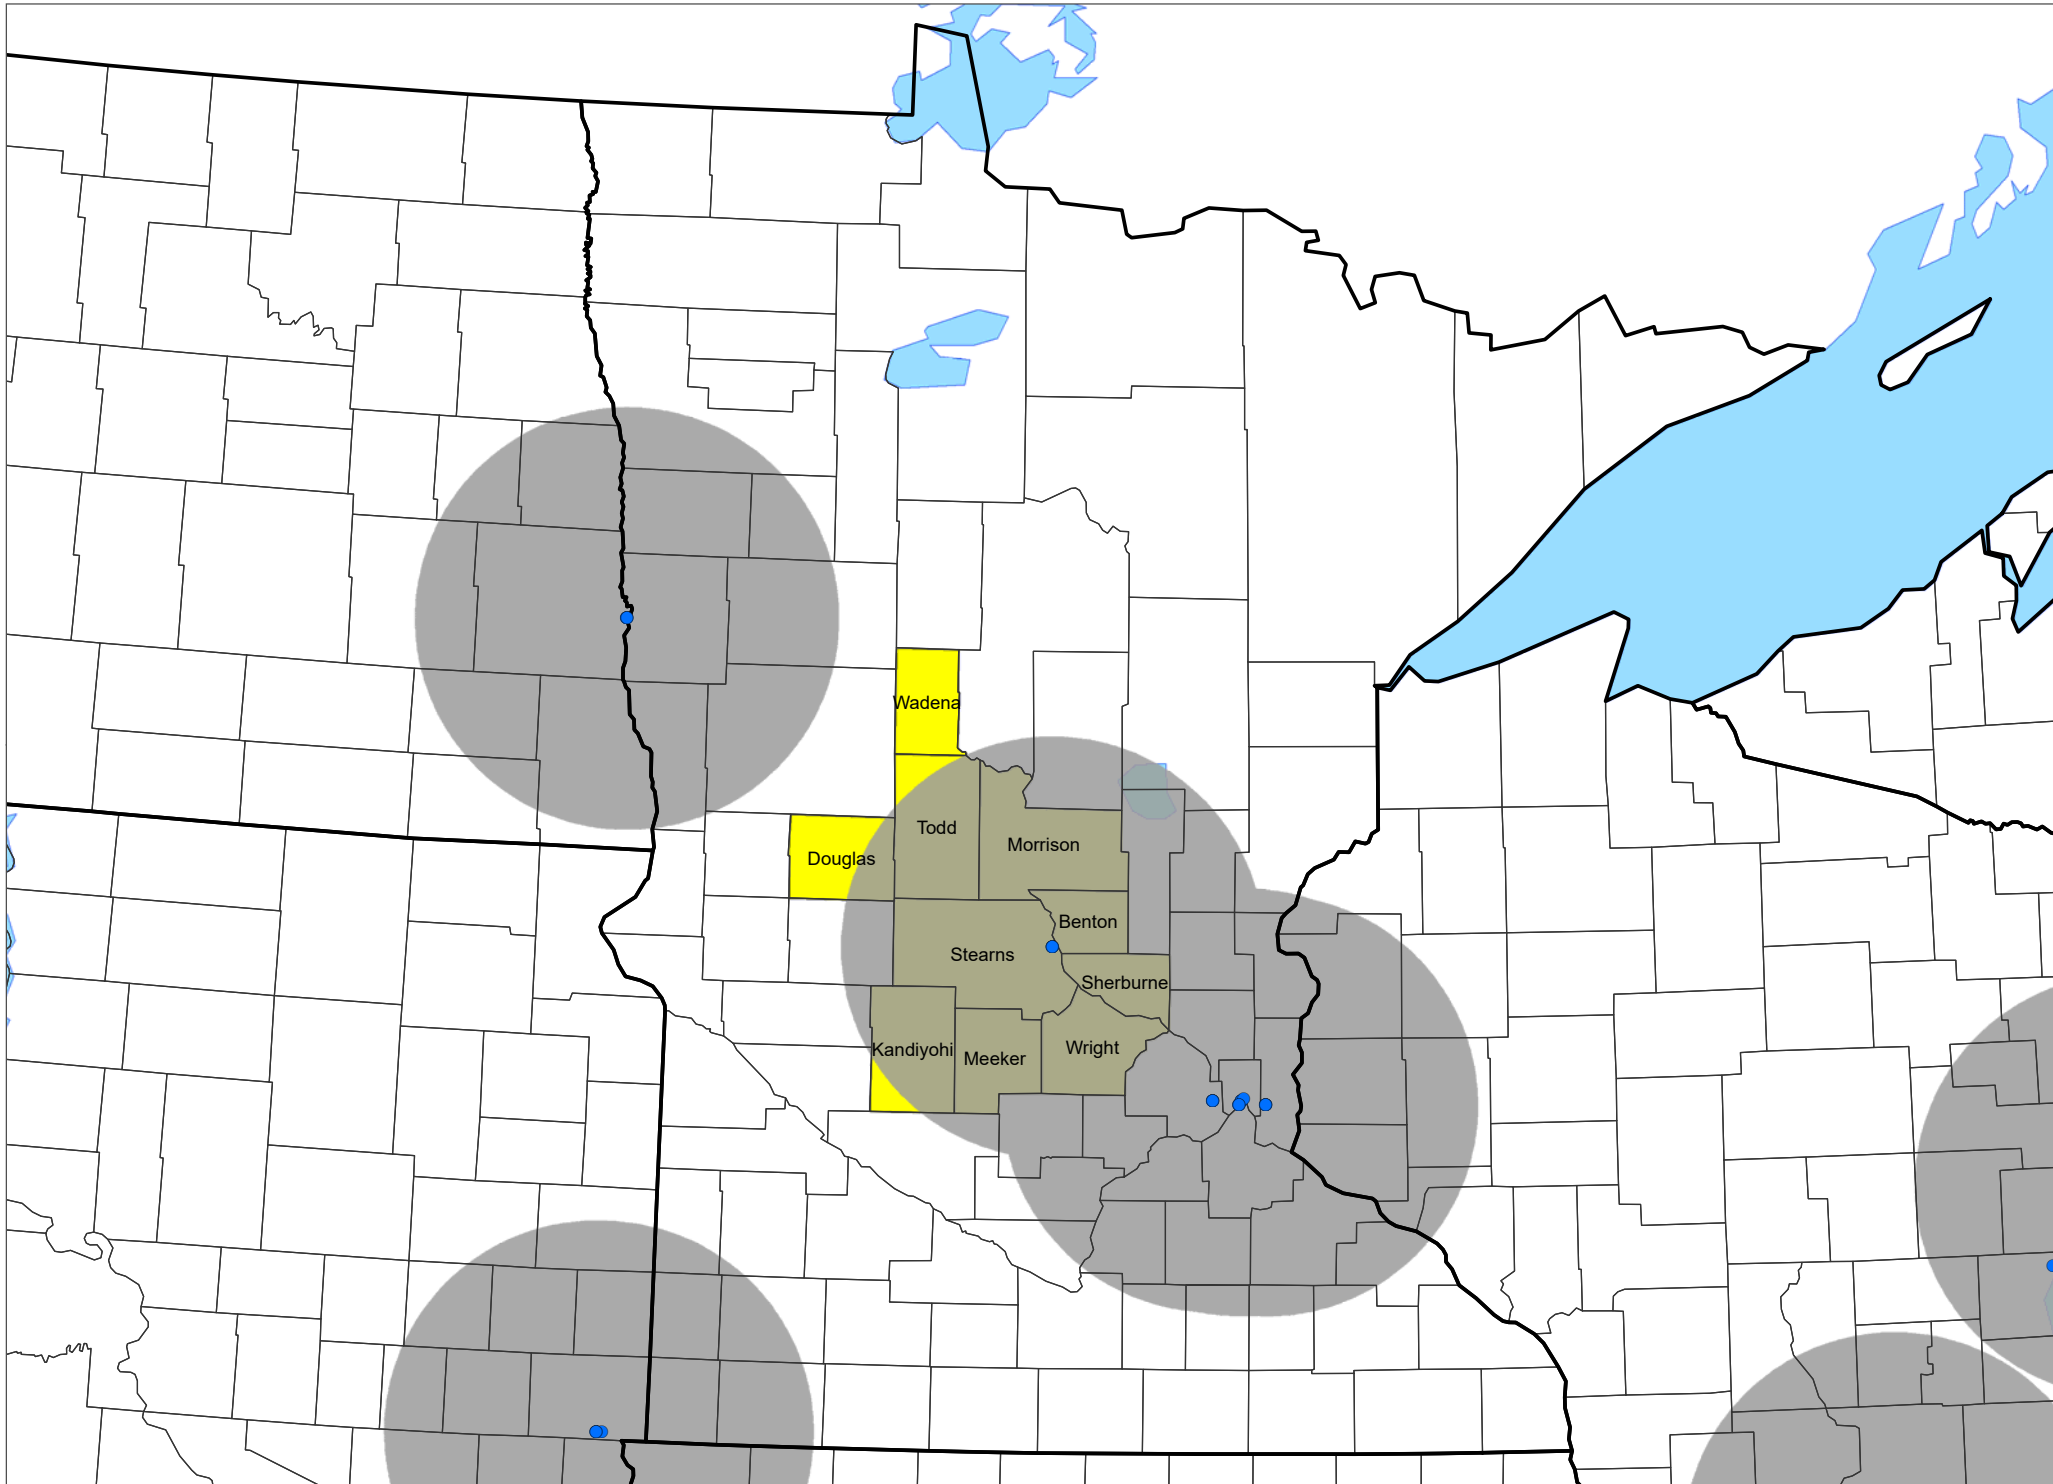 Wadena
Todd
Morrison
Douglas
Benton
Stearns
Sherburne
Kandiyohi
Meeker
Wright